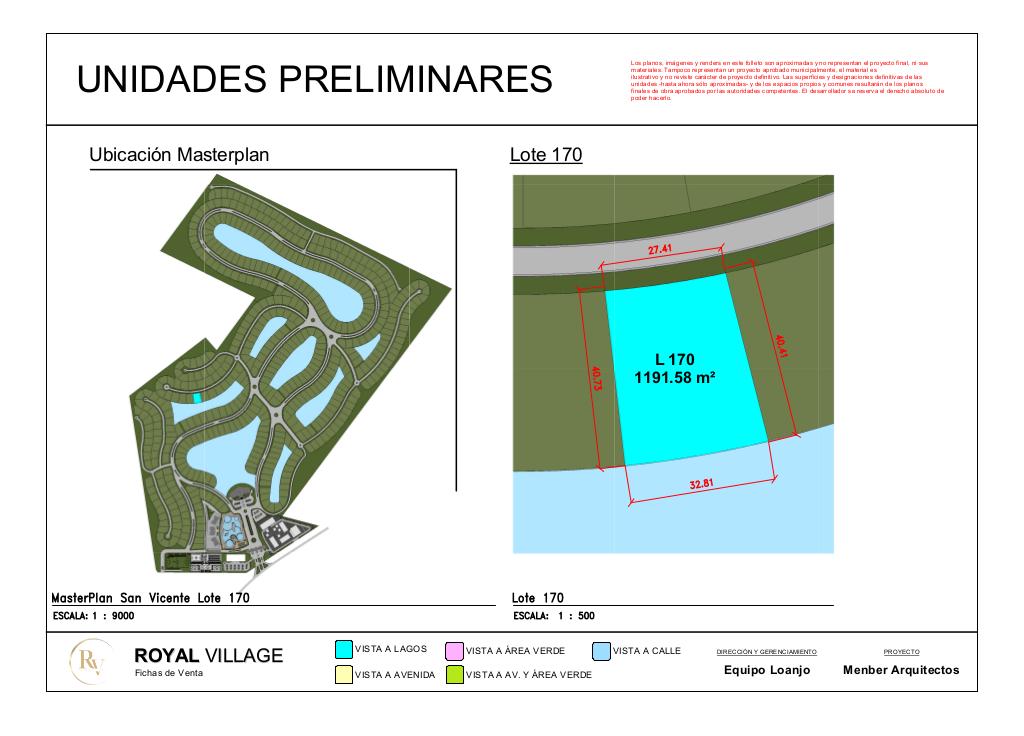 UNIDADES PRELIMINARES
Los planos, imágenes y renders en este folleto son aproximadas y no representan el proyecto final, ni sus
materiales. Tampoco representan un proyecto aprobado municipalmente, el material es
ilustrativo y no reviste carácter de proyecto definitivo. Las superficies y designaciones definitivas de las
unidades -hasta ahora sólo aproximadas- y de los espacios propios y comunes resultarán de los planos
finales de obra aprobados por las autoridades competentes. El desarrollador se reserva el derecho absoluto de
poder hacerlo.
Ubicación Masterplan
Lote 170
27.41
40.73
40.41
L 170
1191.58 m²
32.81
MasterPlan San Vicente Lote 170
ESCALA: 1 : 9000
Lote 170
ESCALA: 1 : 500
RV
ROYAL VILLAGE
Fichas de Venta
VISTA A LAGOS
VISTA A ÁREA VERDE
VISTA A CALLE
VISTA A AVENIDA
VISTA A AV. Y ÁREA VERDE
DIRECCIÓN Y GERENCIAMIENTO
Equipo Loanjo
PROYECTO
Menber Arquitectos